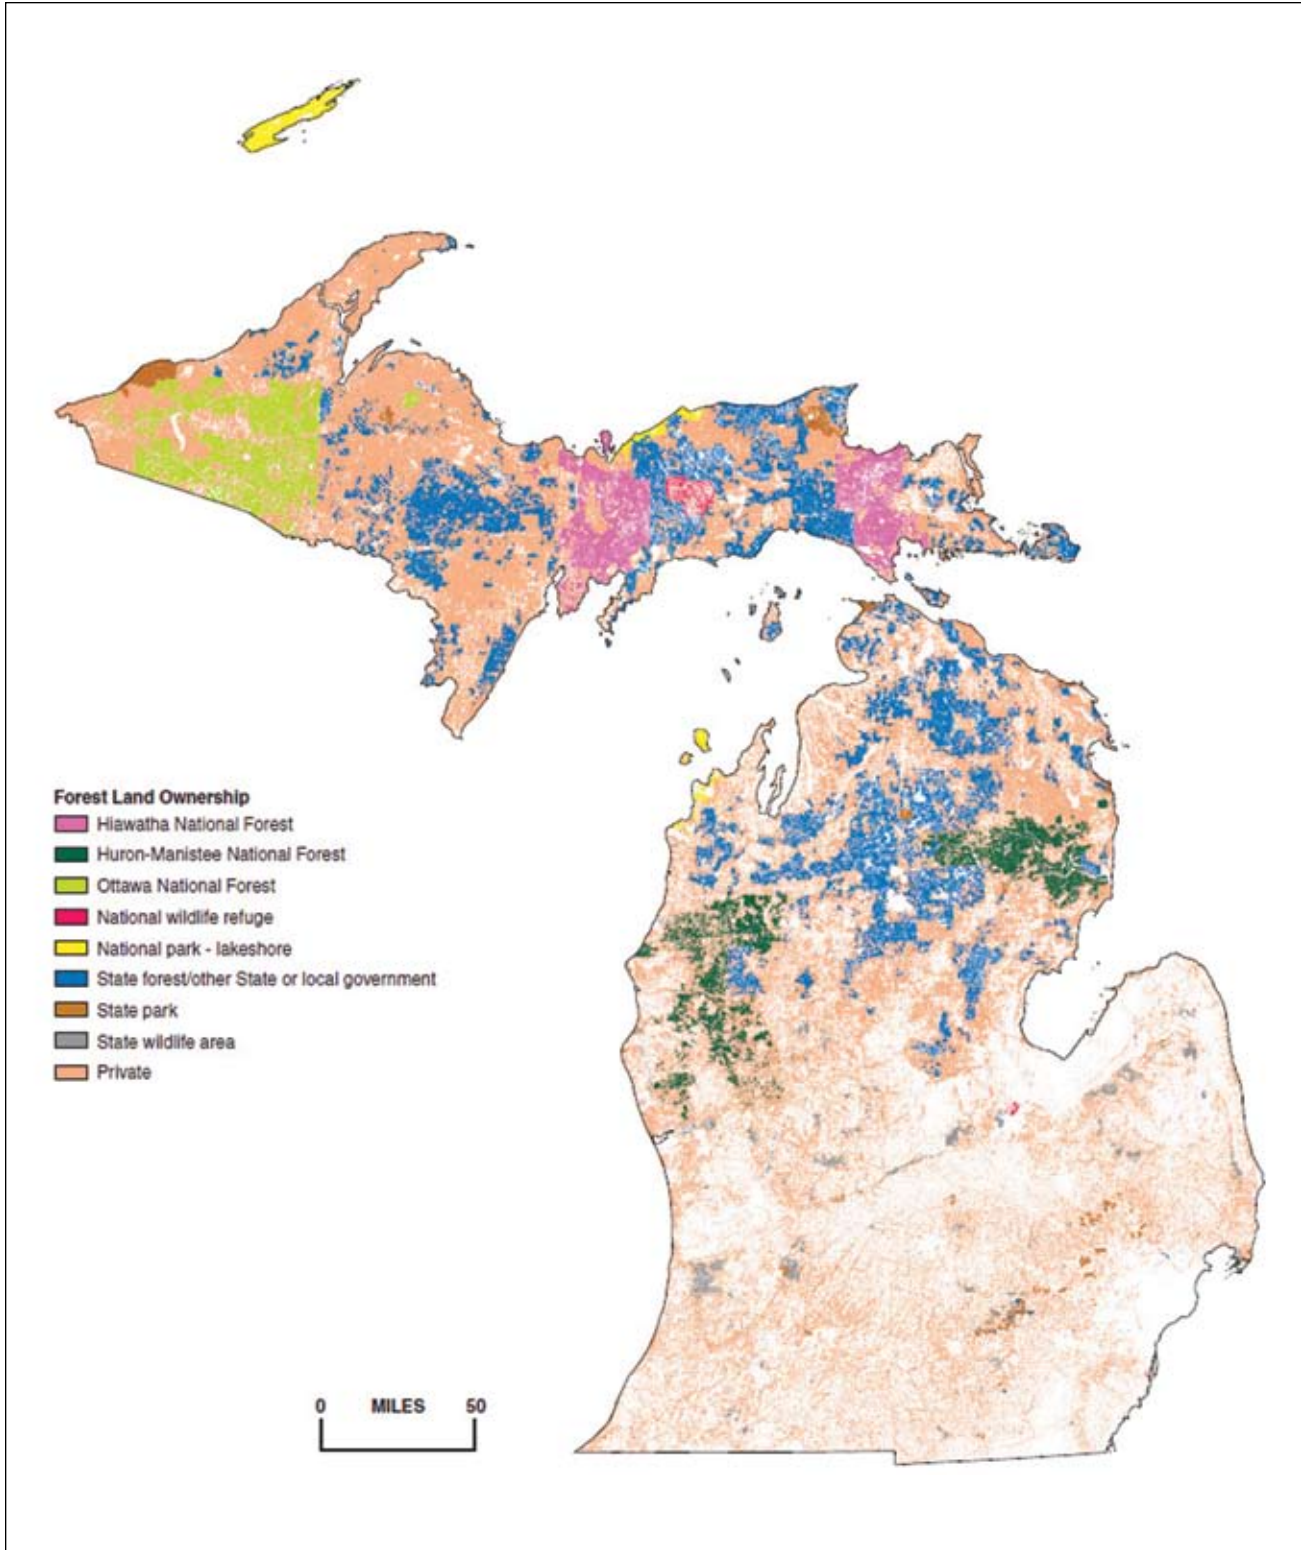 Forest Land Ownership
Hiawatha National Forest
Huron-Manistee National Forest
Ottawa National Forest
National wildlife refuge
National park - lakeshore
State forest/other State or local government
State park
State wildlife area
Private
0 MILES 50